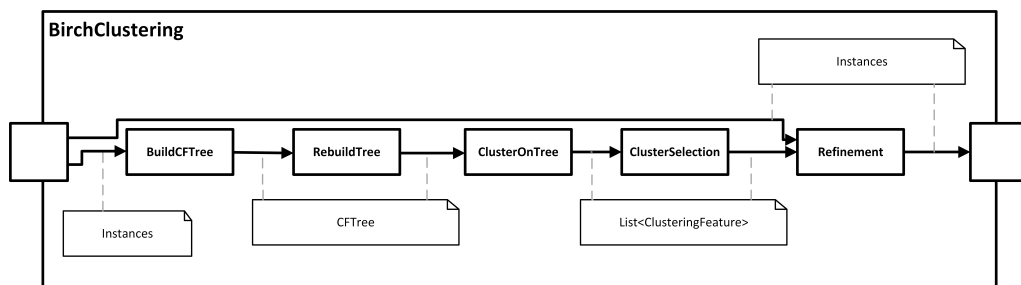 BirchClustering
Instances
BuildCFTree
RebuildTree
ClusterOnTree
ClusterSelection
Refinement
Instances
CFTree
List<ClusteringFeature>